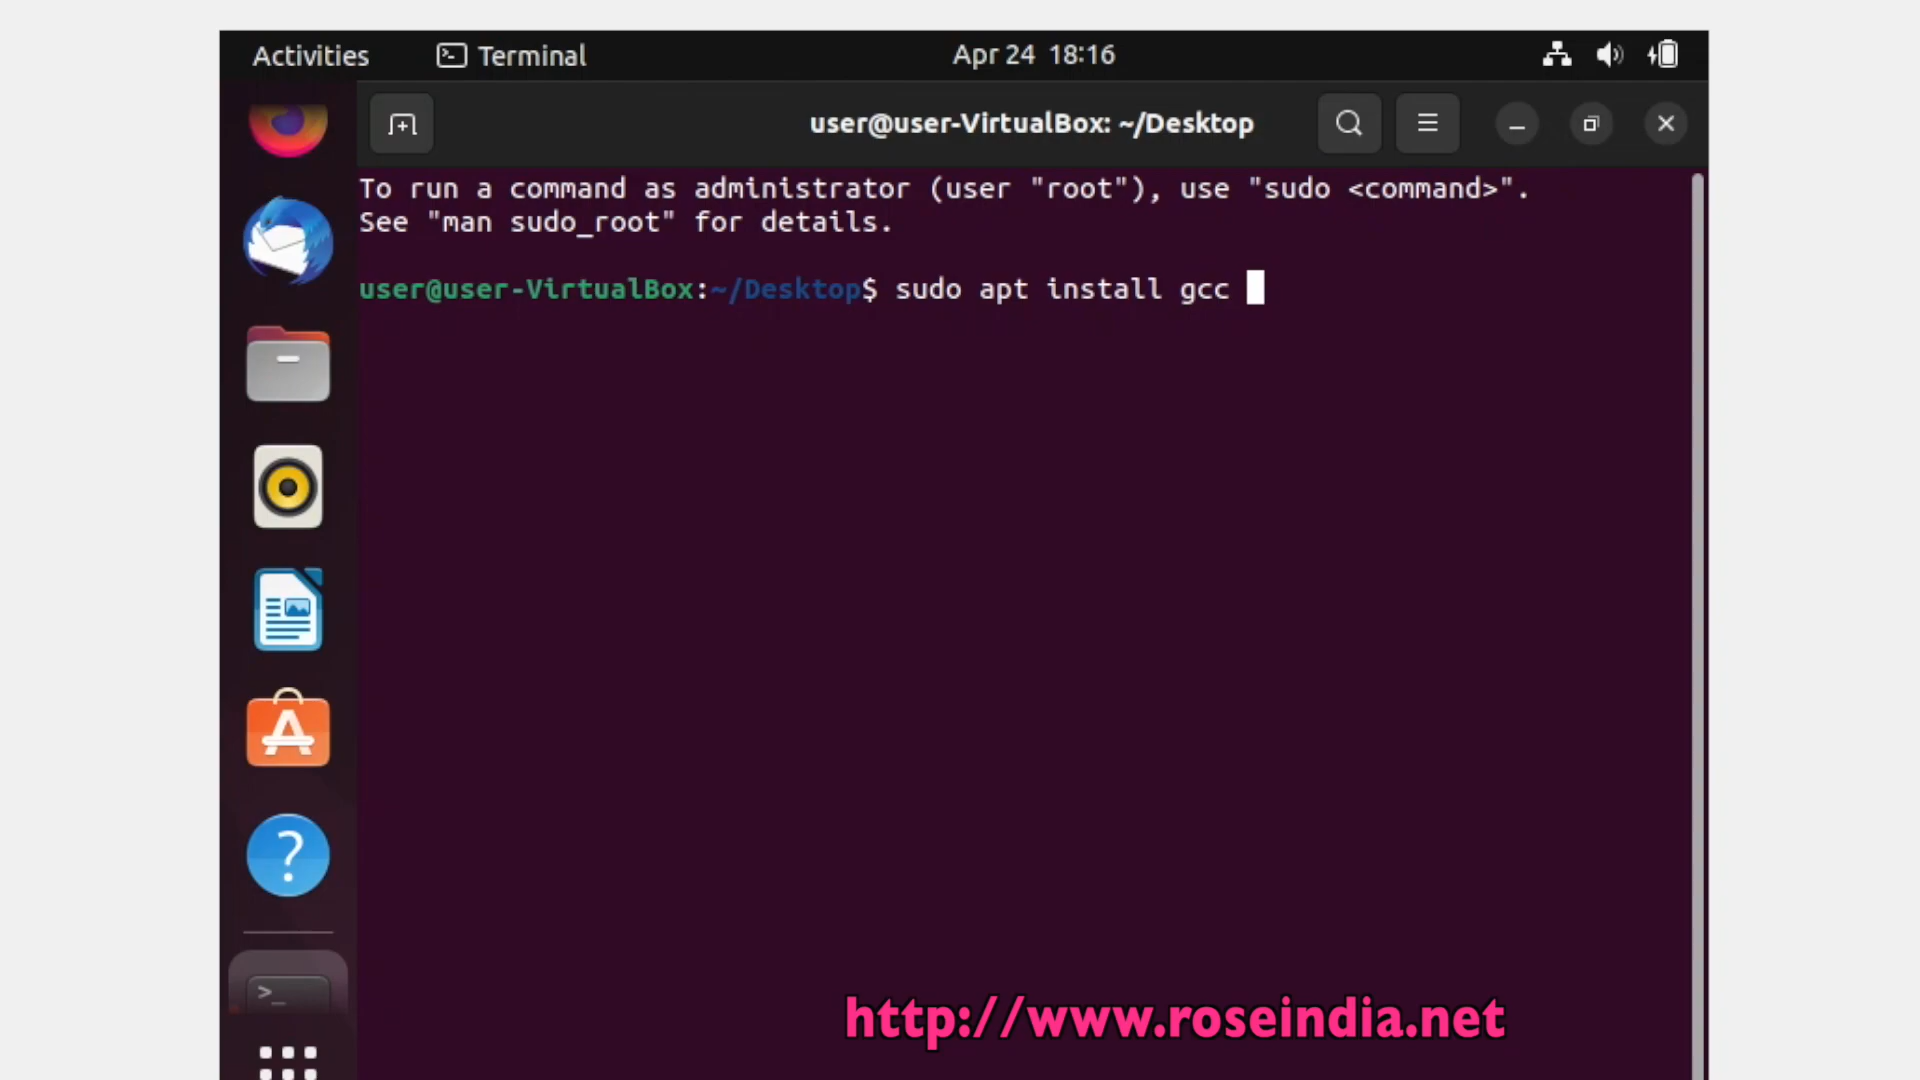 Activities
Terminal
Apr 24 18:16
user@user-VirtualBox: ~/Desktop
To run a command as administrator (user "root"), use "sudo <command>".
See "man sudo_root" for details.
user@user-VirtualBox:~/Desktop$ sudo apt install gcc
http://www.roseindia.net